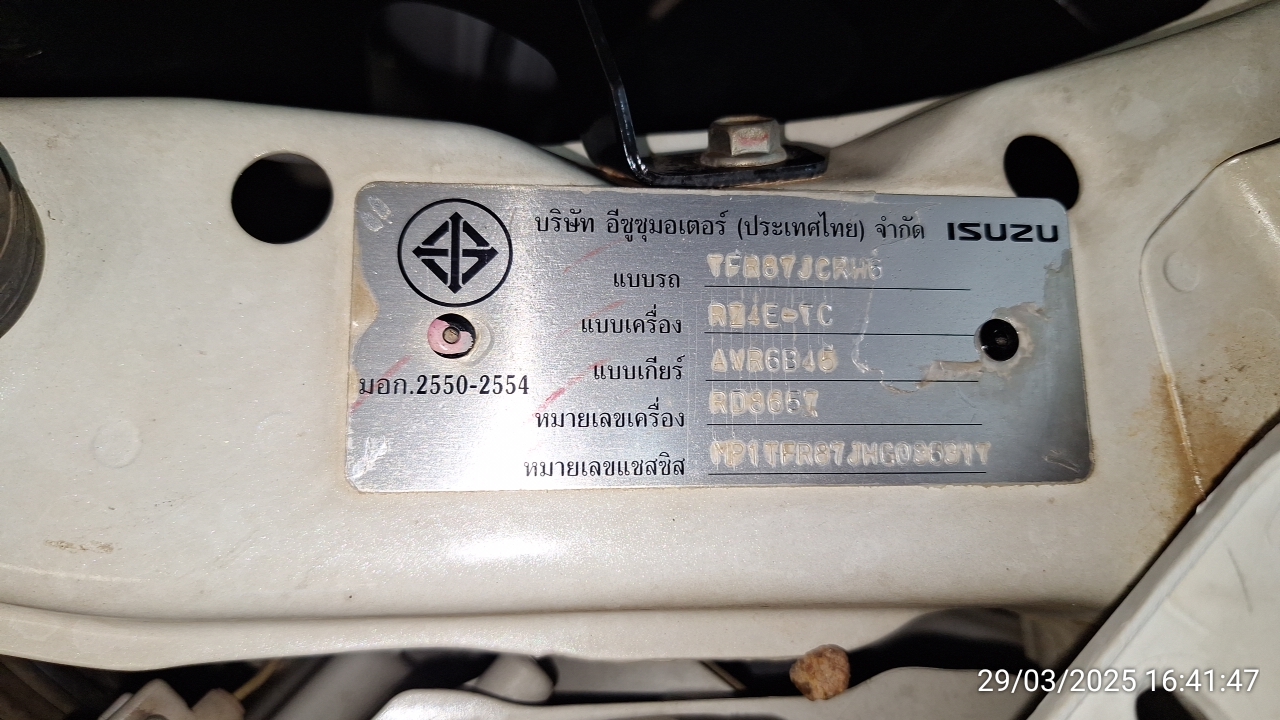 บริษัท อีซูซุมอเตอร์ (ประเทศไทย) จำกัด ISUZU
แบบรถ
แบบเครื่อง RZ4E-TC
แบบเกียร์ AVR6B45
มอก.2550-2554
หมายเลขเครื่อง
หมายเลขแชสซิส
29/03/2025 16:41:47